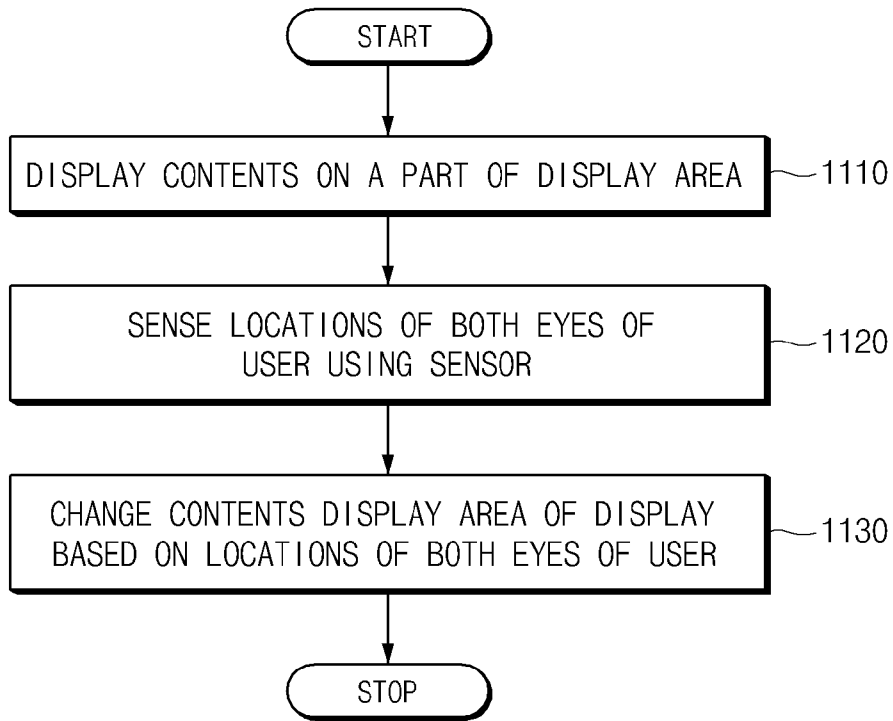 START
DISPLAY CONTENTS ON A PART OF DISPLAY AREA
1110
SENSE LOCATIONS OF BOTH EYES OF
USER USING SENSOR
1120
CHANGE CONTENTS DISPLAY AREA OF DISPLAY
BASED ON LOCATIONS OF BOTH EYES OF USER
1130
STOP